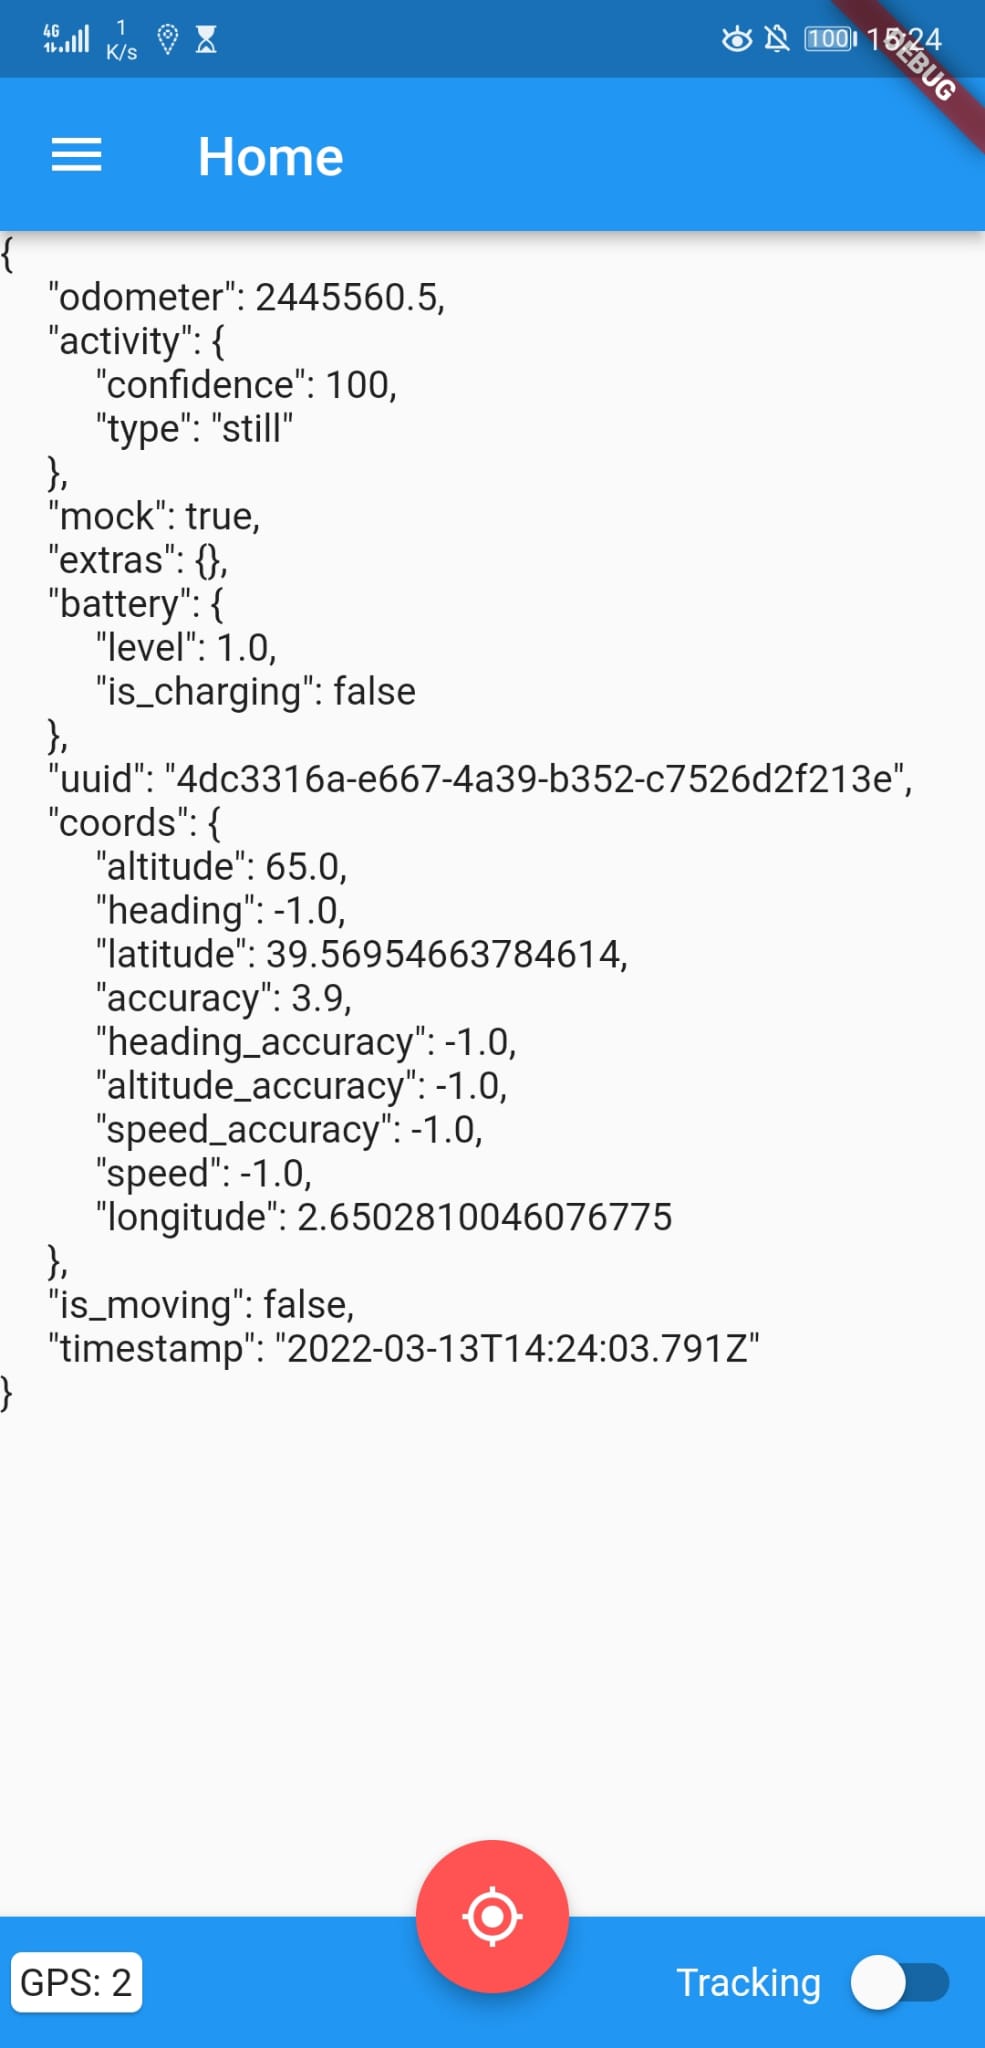 4G
1
K/s
100
15:24
DEBUG
Home
{
"odometer": 2445560.5,
"activity": {
"confidence": 100,
"type": "still"
},
"mock": true,
"extras": {},
"battery": {
"level": 1.0,
"is_charging": false
},
"uuid": "4dc3316a-e667-4a39-b352-c7526d2f213e",
"coords": {
"altitude": 65.0,
"heading": -1.0,
"latitude": 39.56954663784614,
"accuracy": 3.9,
"heading_accuracy": -1.0,
"altitude_accuracy": -1.0,
"speed_accuracy": -1.0,
"speed": -1.0,
"longitude": 2.6502810046076775
},
"is_moving": false,
"timestamp": "2022-03-13T14:24:03.791Z"
}
GPS: 2
Tracking